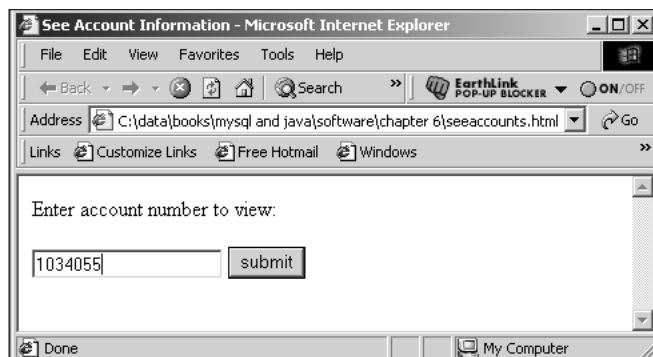 See Account Information - Microsoft Internet Explorer
File Edit View Favorites Tools Help
Back Search » EarthLink POP-UP BLOCKER ON/OFF
Address C:\data\books\mysql and java\software\chapter 6\seeaccounts.html Go
Links Customize Links Free Hotmail Windows »
Enter account number to view:
1034055 submit
Done My Computer